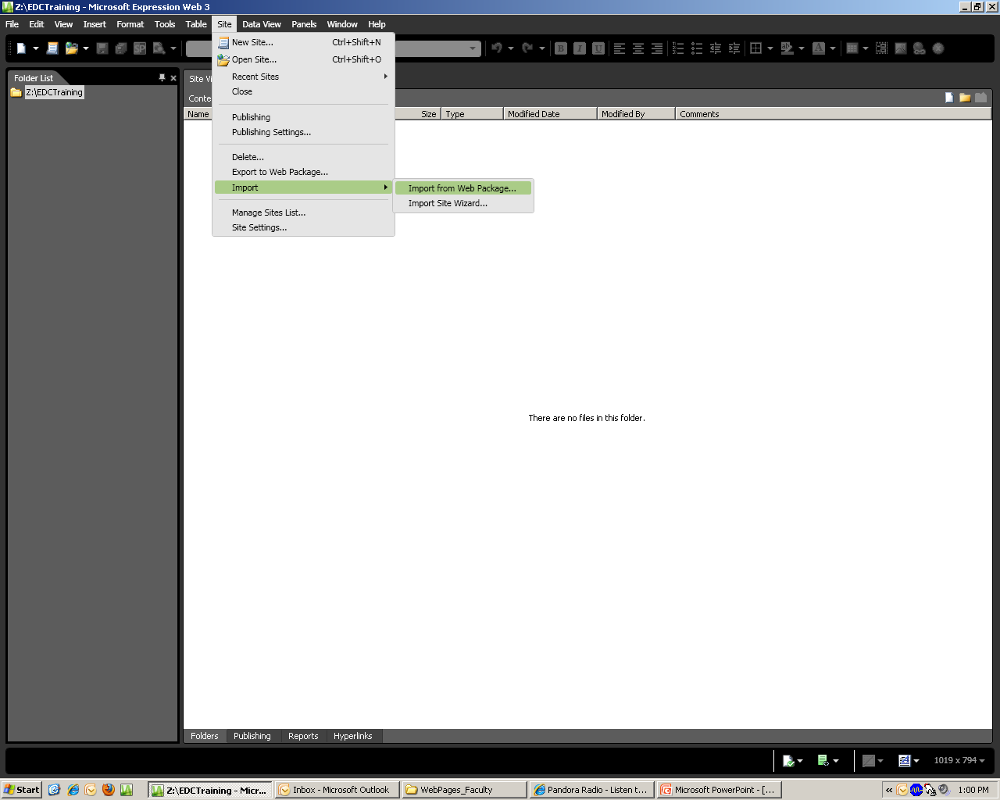 Z:\EDCTraining - Microsoft Expression Web 3
File Edit View Insert Format Tools Table Site Data View Panels Window Help
New Site... Ctrl+Shift+N
Open Site... Ctrl+Shift+O
Recent Sites
Close
Publishing
Publishing Settings...
Delete...
Export to Web Package...
Import
Manage Sites List...
Site Settings...
Import from Web Package...
Import Site Wizard...
Folder List
Z:\EDCTraining
Site Vi
Conte
Name Size Type Modified Date Modified By Comments
There are no files in this folder.
Folders Publishing Reports Hyperlinks
1019 x 794
Start Z:\EDCTraining - Micr... Inbox - Microsoft Outlook WebPages_Faculty Pandora Radio - Listen t... Microsoft PowerPoint - [... « 1:00 PM